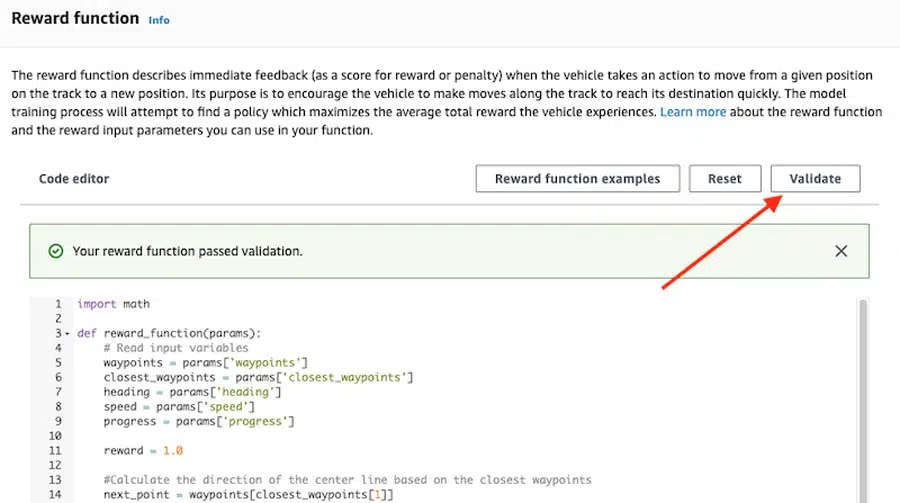 Reward function Info
The reward function describes immediate feedback (as a score for reward or penalty) when the vehicle takes an action to move from a given position
on the track to a new position. Its purpose is to encourage the vehicle to make moves along the track to reach its destination quickly. The model
training process will attempt to find a policy which maximizes the average total reward the vehicle experiences. Learn more about the reward function
and the reward input parameters you can use in your function.
Code editor Reward function examples Reset Validate
Your reward function passed validation.
1 import math
2
3 def reward_function(params):
4 # Read input variables
5 waypoints = params['waypoints']
6 closest_waypoints = params['closest_waypoints']
7 heading = params['heading']
8 speed = params['speed']
9 progress = params['progress']
10
11 reward = 1.0
12
13 #Calculate the direction of the center line based on the closest waypoints
14 next_point = waypoints[closest_waypoints[1]]